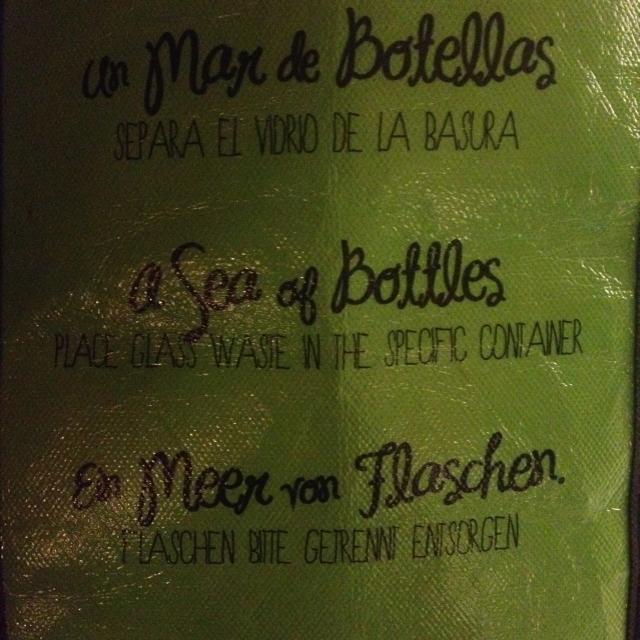 un Mar de Botellas
SEPARA EL VIDRIO DE LA BASURA
a Sea of Bottles
PLACE GLASS WASTE IN THE SPECIFIC CONTAINER
Ein Meer von Flaschen.
FLASCHEN BITTE GETRENNT ENTSORGEN